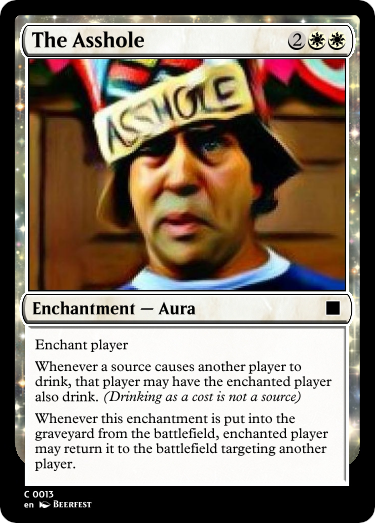 The Asshole 2
ASSHOLE
Enchantment — Aura
Enchant player
Whenever a source causes another player to
drink, that player may have the enchanted player
also drink. (Drinking as a cost is not a source)
Whenever this enchantment is put into the
graveyard from the battlefield, enchanted player
may return it to the battlefield targeting another
player.
C 0013
en BEERFEST